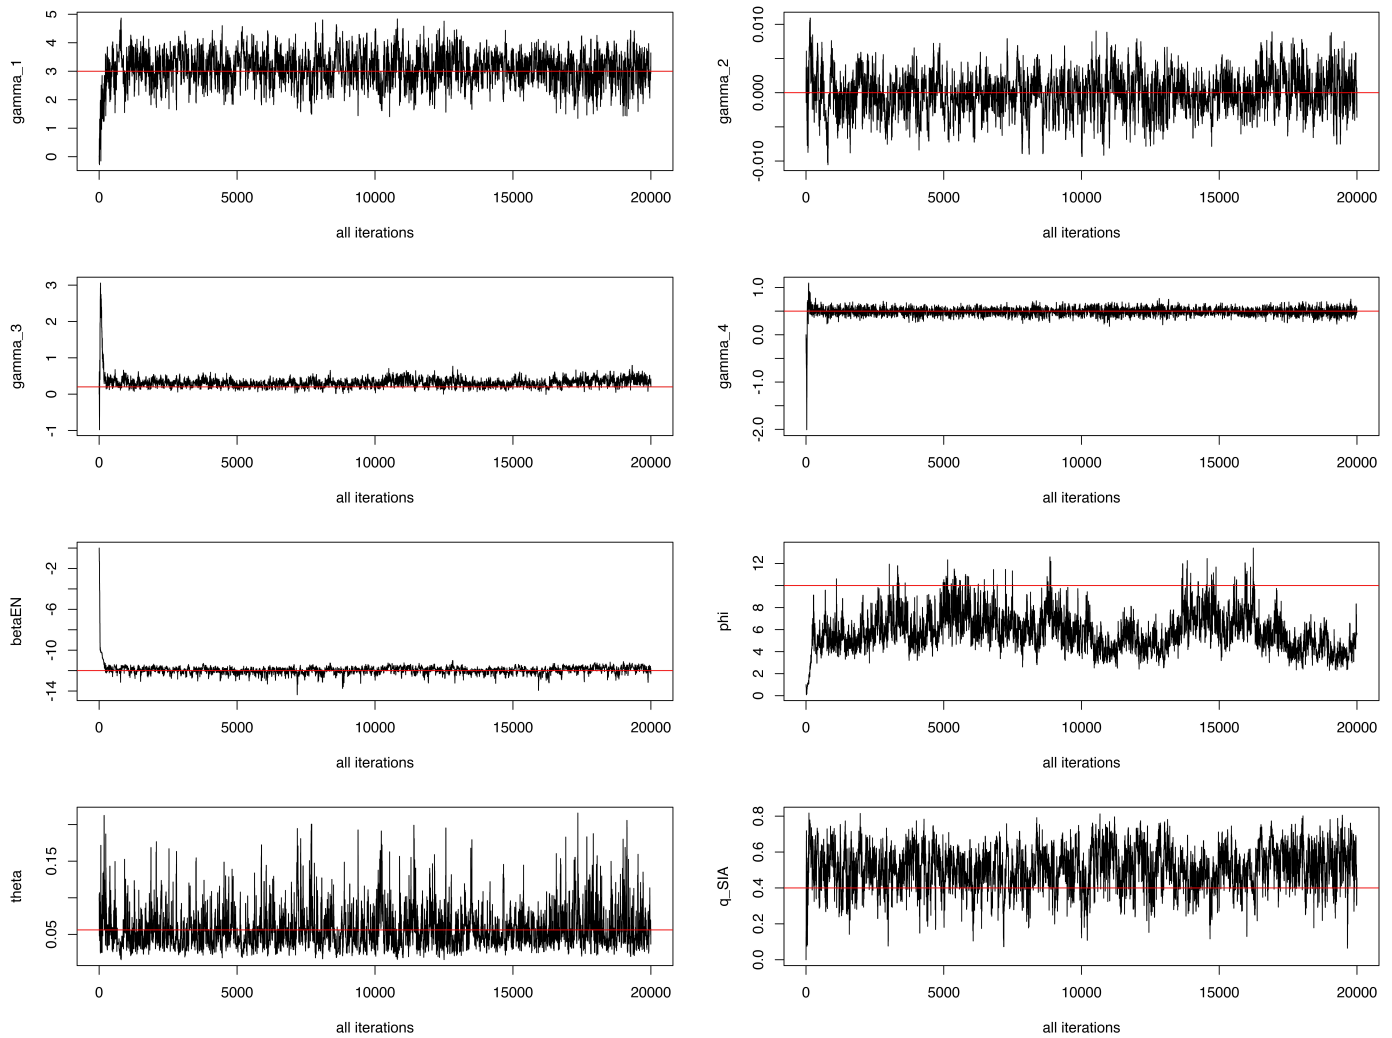 gamma_1
5
4
3
2
1
0
0 5000 10000 15000 20000
all iterations
gamma_2
0.010
0.000
-0.010
0 5000 10000 15000 20000
all iterations
gamma_3
3
2
1
0
-1
0 5000 10000 15000 20000
all iterations
gamma_4
1.0
0.0
-1.0
-2.0
0 5000 10000 15000 20000
all iterations
betaEN
-2
-6
-10
-14
0 5000 10000 15000 20000
all iterations
phi
12
8
6
4
2
0
0 5000 10000 15000 20000
all iterations
theta
0.15
0.05
0 5000 10000 15000 20000
all iterations
q_SIA
0.8
0.6
0.4
0.2
0.0
0 5000 10000 15000 20000
all iterations